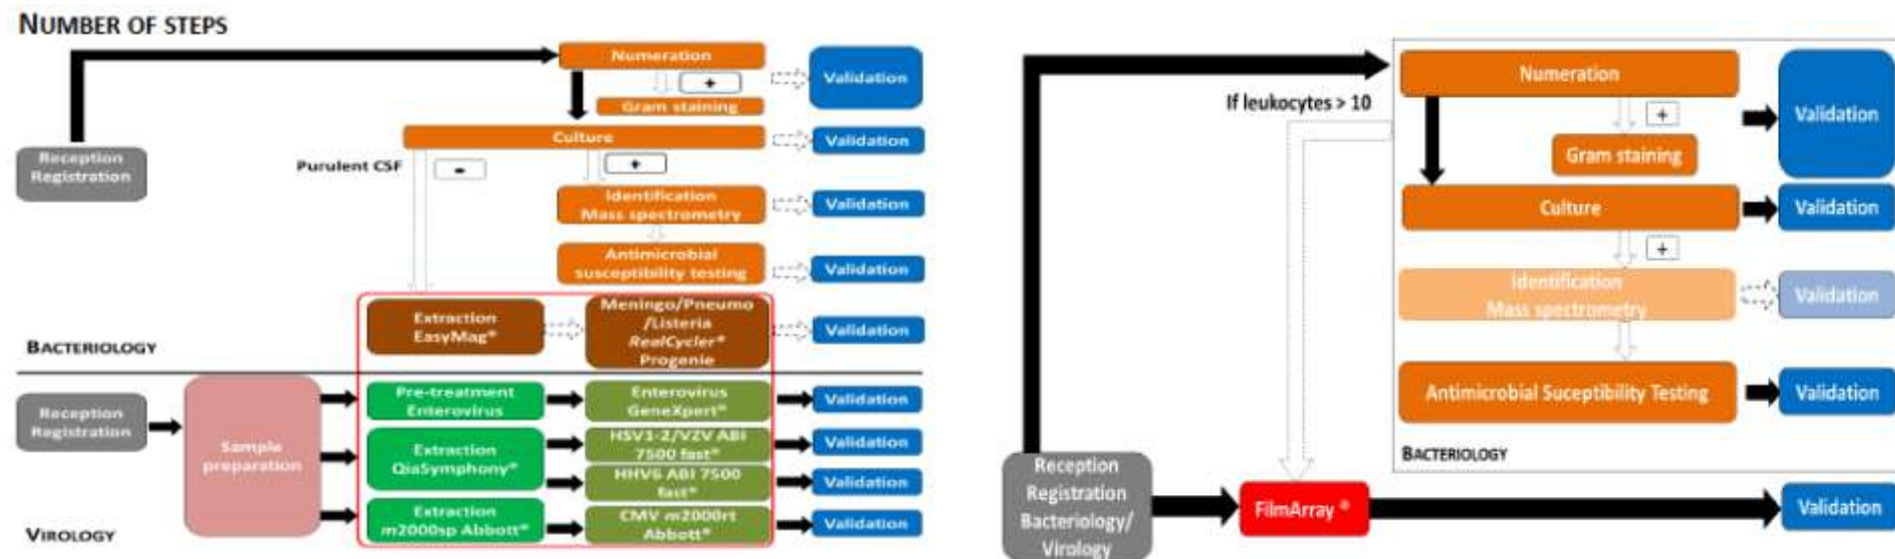 NUMBER OF STEPS
Numeration
+
Gram staining
Validation
Culture
Validation
Reception
Registration
Purulent CSF
-
+
Identification
Mass spectrometry
Validation
Antimicrobial
susceptibility testing
Validation
Extraction
EasyMag®
Meningo/Pneumo
/Listeria
RealCycler®
Progenie
Validation
BACTERIOLOGY
Reception
Registration
Sample
preparation
Pre-treatment
Enterovirus
Enterovirus
GeneXpert®
Validation
Extraction
QiaSymphony®
HSV1-2/VZV ABI
7500 fast®
Validation
HHV6 ABI 7500
fast®
Validation
Extraction
m2000sp Abbott®
CMV m2000rt
Abbott®
Validation
VIROLOGY
Numeration
If leukocytes > 10
+
Gram staining
Validation
Culture
Validation
+
Identification
Mass spectrometry
Validation
Antimicrobial Suceptibility Testing
Validation
BACTERIOLOGY
Reception
Registration
Bacteriology/
Virology
FilmArray ®
Validation